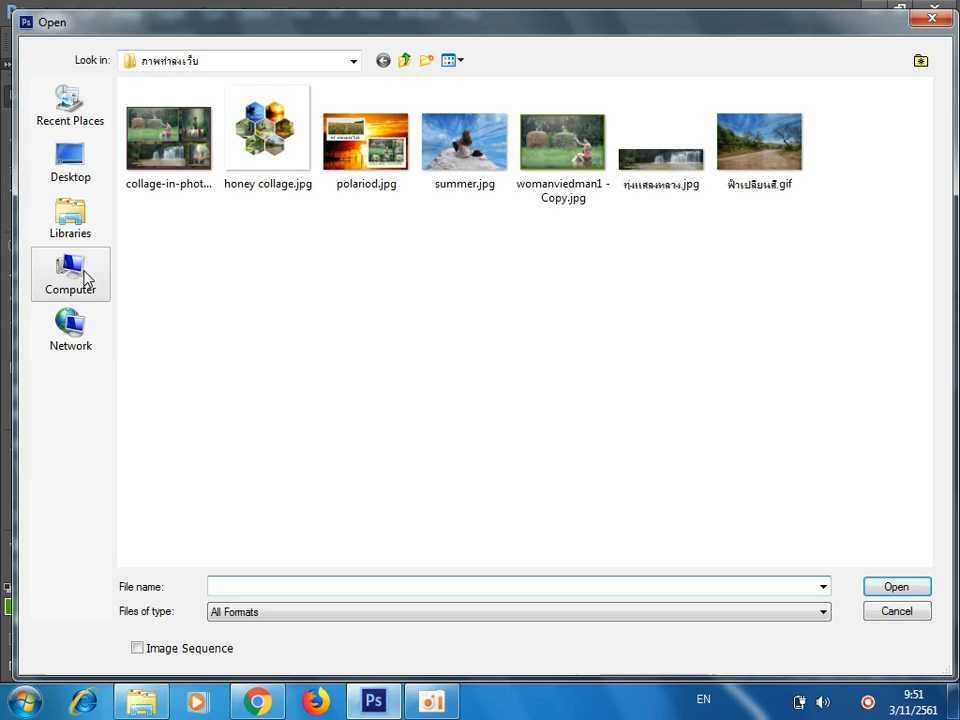 Ps Open
Look in: ภาพทำลงเว็บ
Recent Places
Desktop
Libraries
Computer
Network
collage-in-phot...
honey collage.jpg
polariod.jpg
summer.jpg
womanviedman1 -
Copy.jpg
ทุ่งแสลงหลวง.jpg
ฟ้าเปลี่ยนสี.gif
File name:
Open
Files of type: All Formats
Cancel
Image Sequence
Ps
EN
9:51
3/11/2561